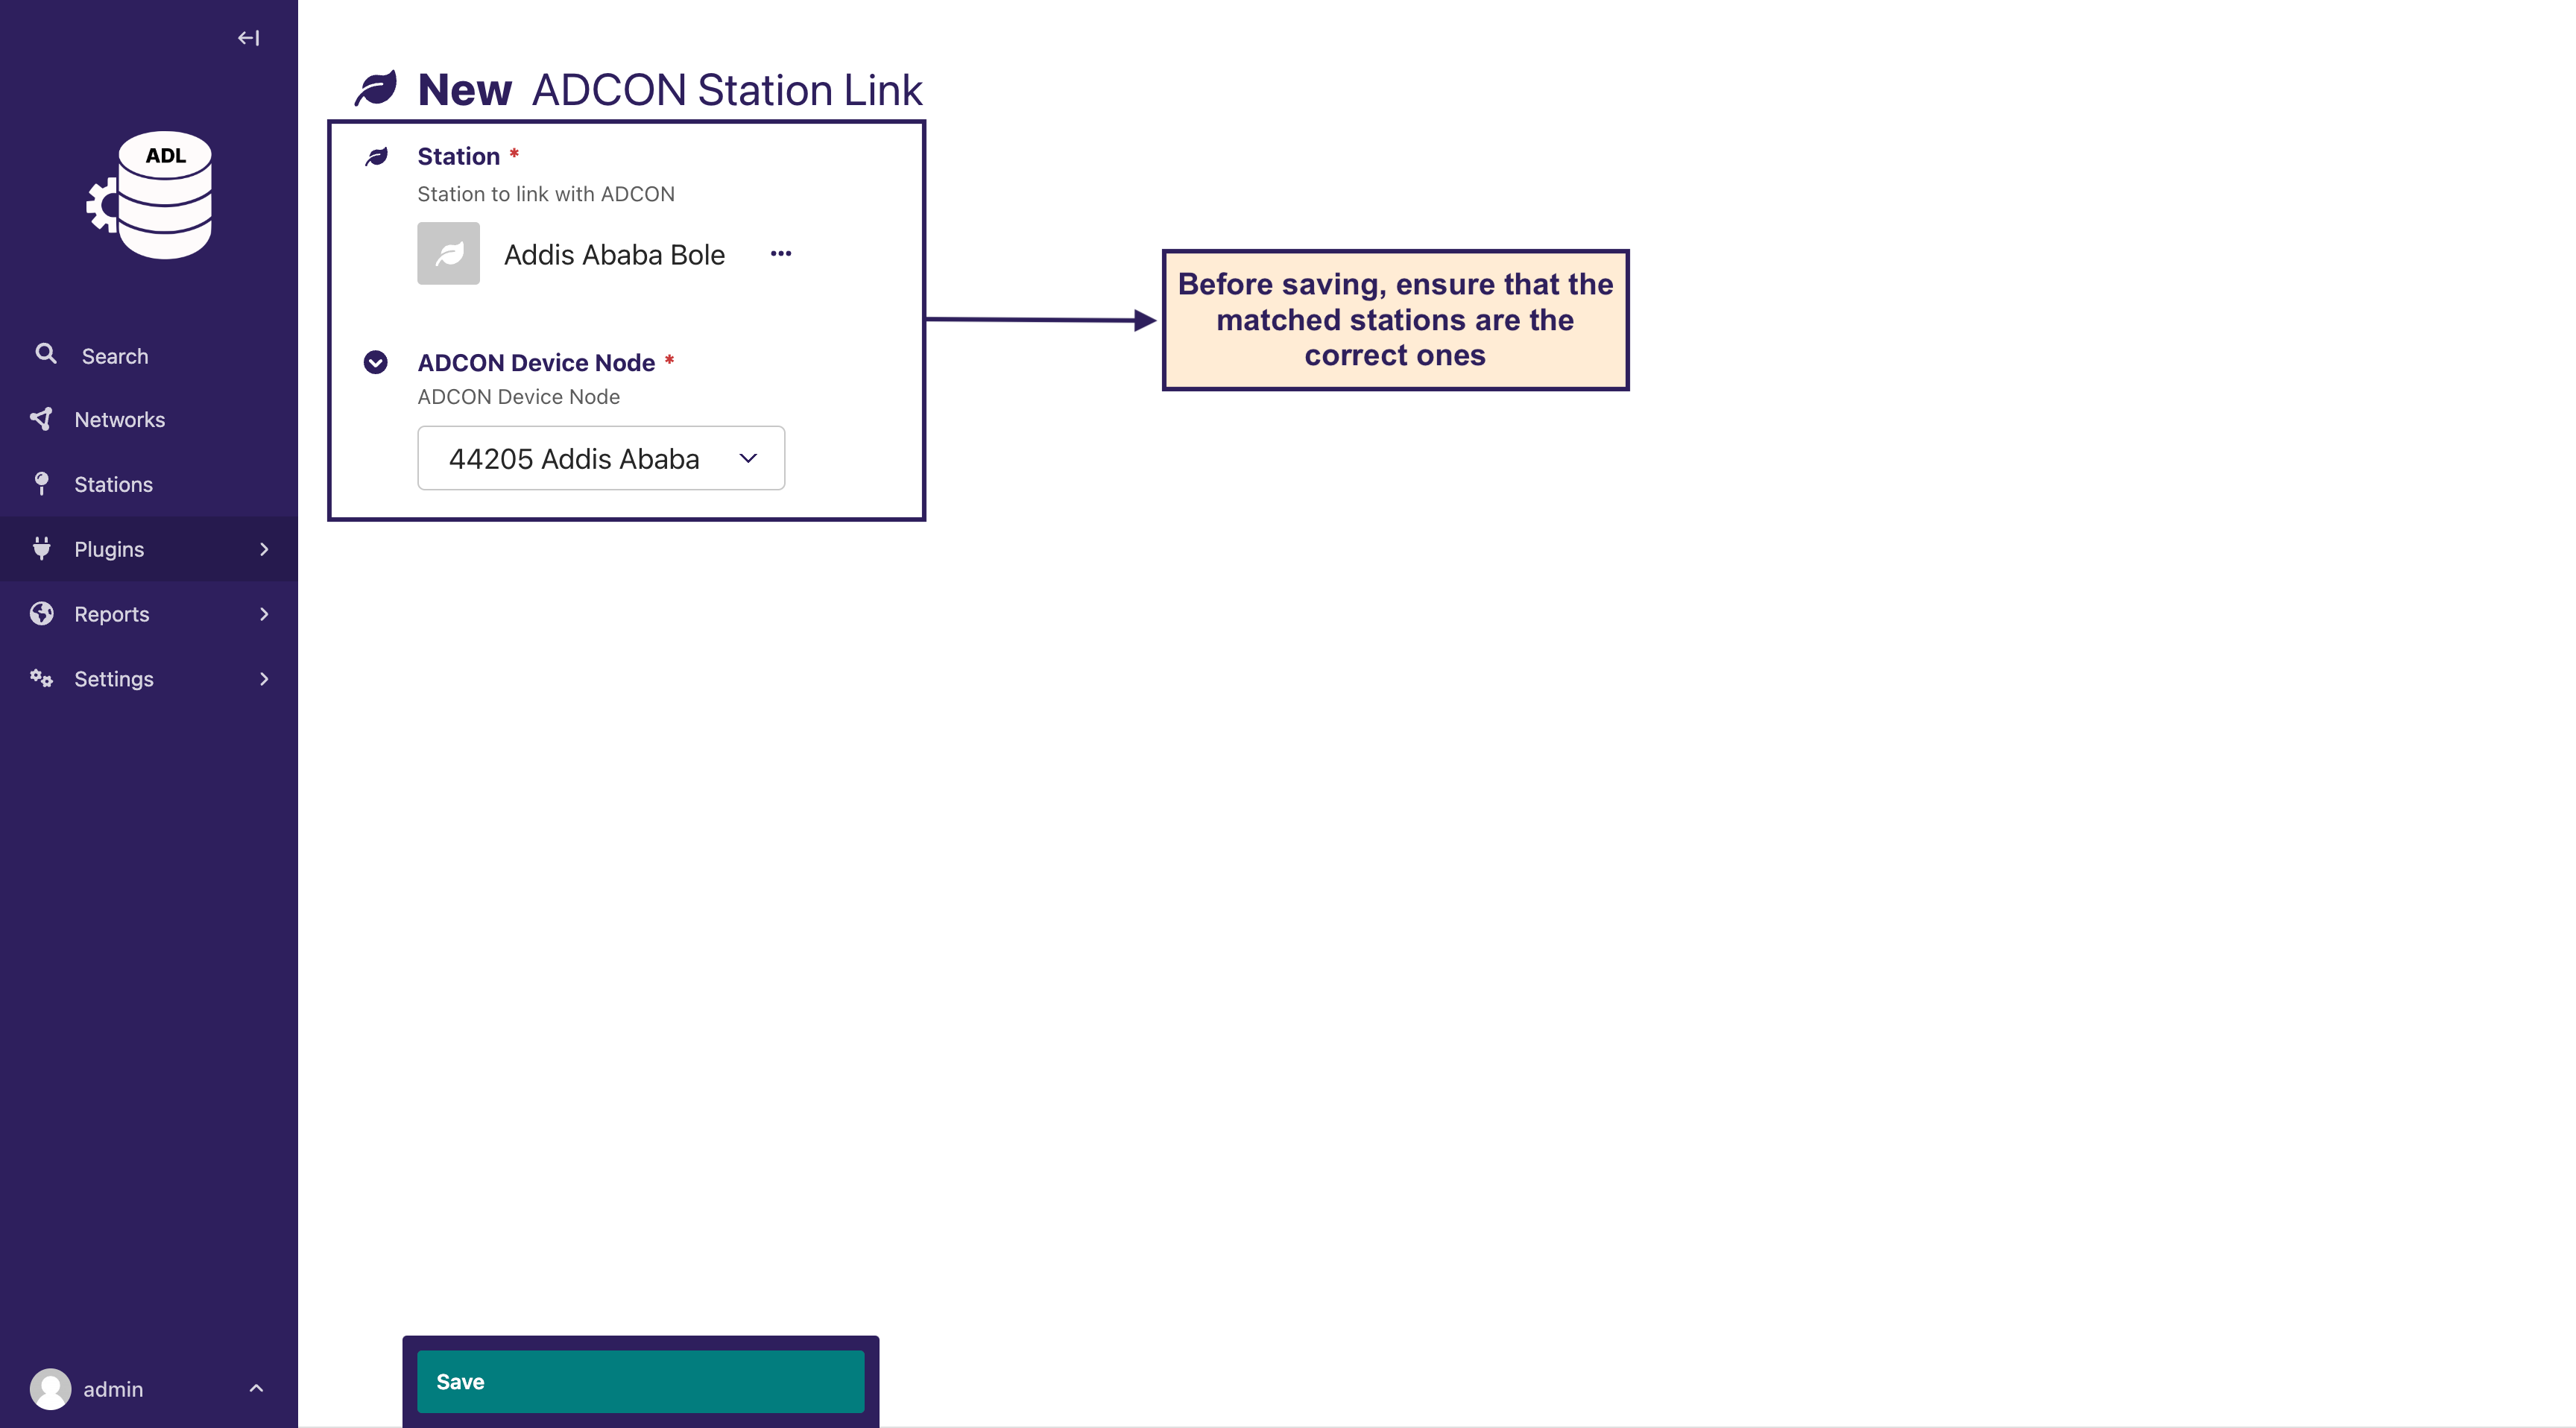 ADL
Search
Networks
Stations
Plugins
Reports
Settings
admin
New ADCON Station Link
Station *
Station to link with ADCON
Addis Ababa Bole
ADCON Device Node *
ADCON Device Node
44205 Addis Ababa
Before saving, ensure that the
matched stations are the
correct ones
Save